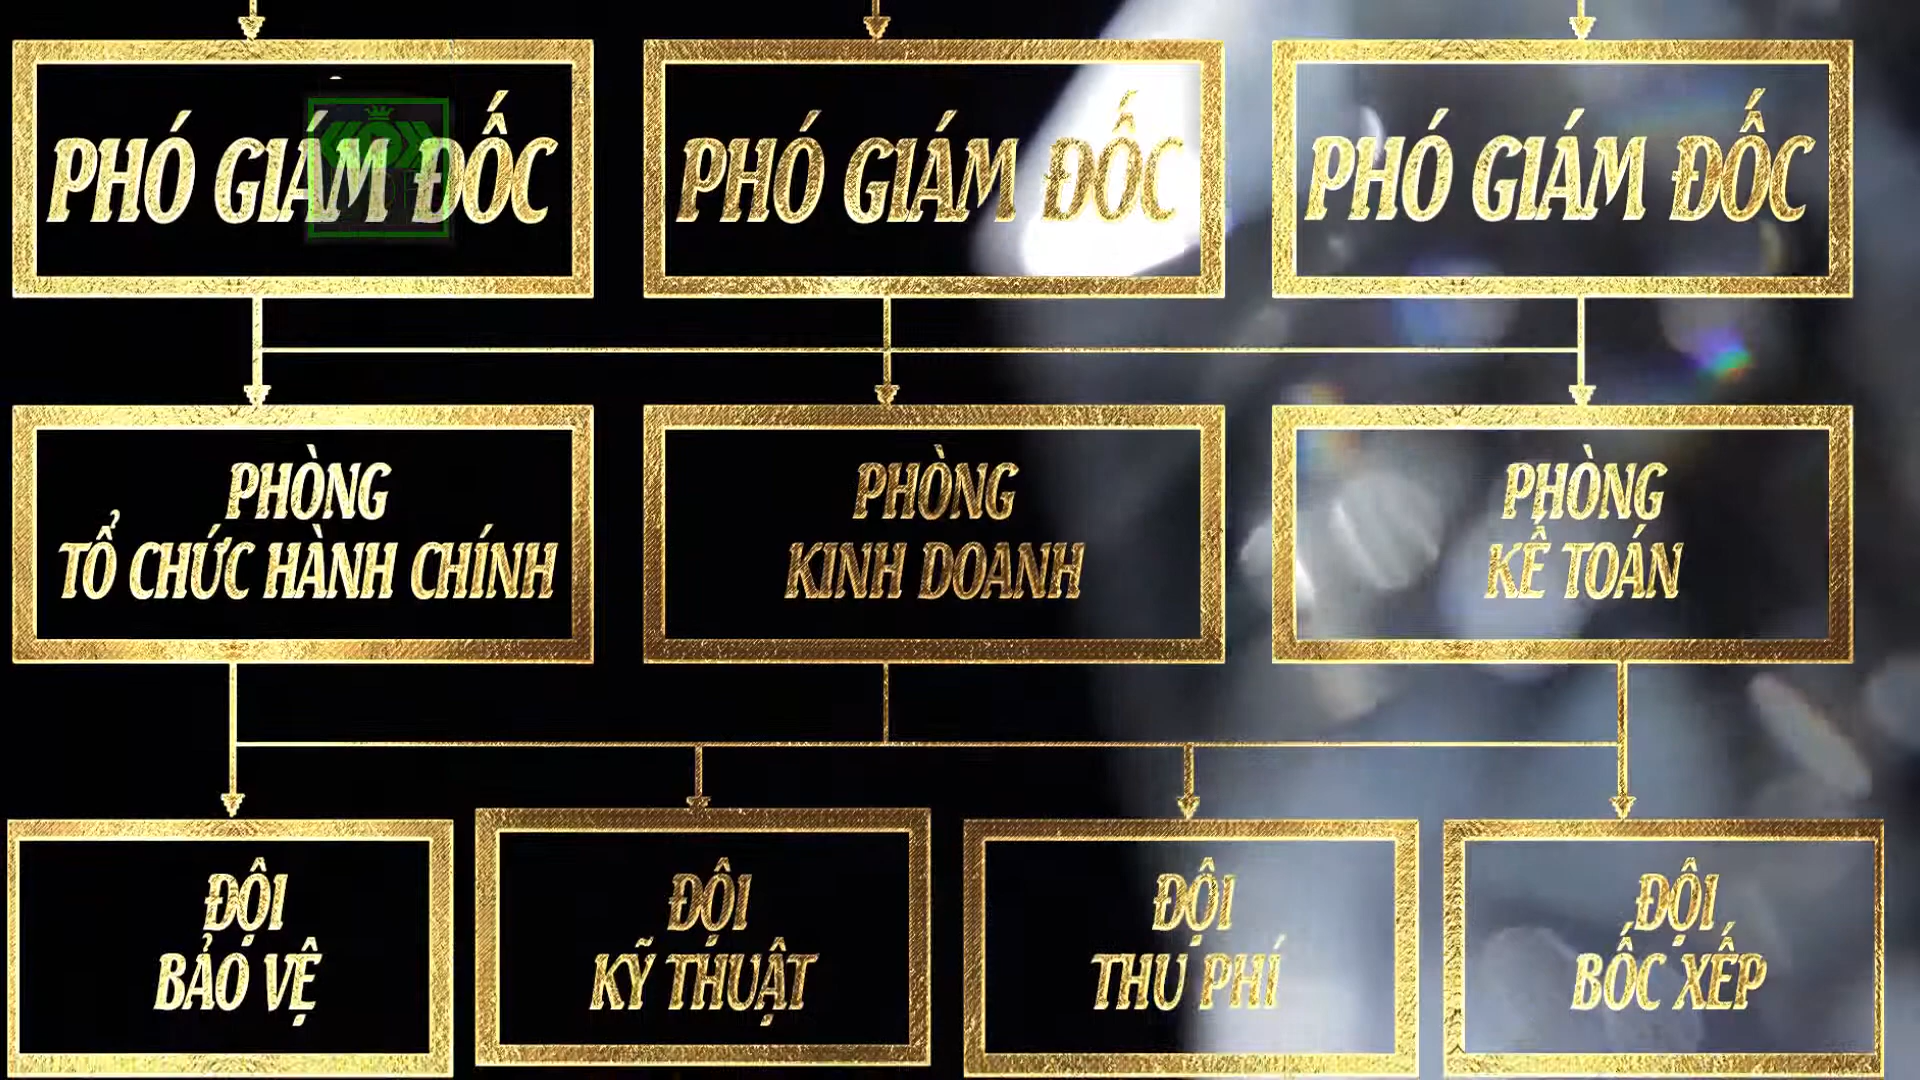 PHÓ GIÁM ĐỐC
PHÓ GIÁM ĐỐC
PHÓ GIÁM ĐỐC
PHÒNG
TỔ CHỨC HÀNH CHÍNH
PHÒNG
KINH DOANH
PHÒNG
KẾ TOÁN
ĐỘI
BẢO VỆ
ĐỘI
KỸ THUẬT
ĐỘI
THU PHÍ
ĐỘI
BỐC XẾP